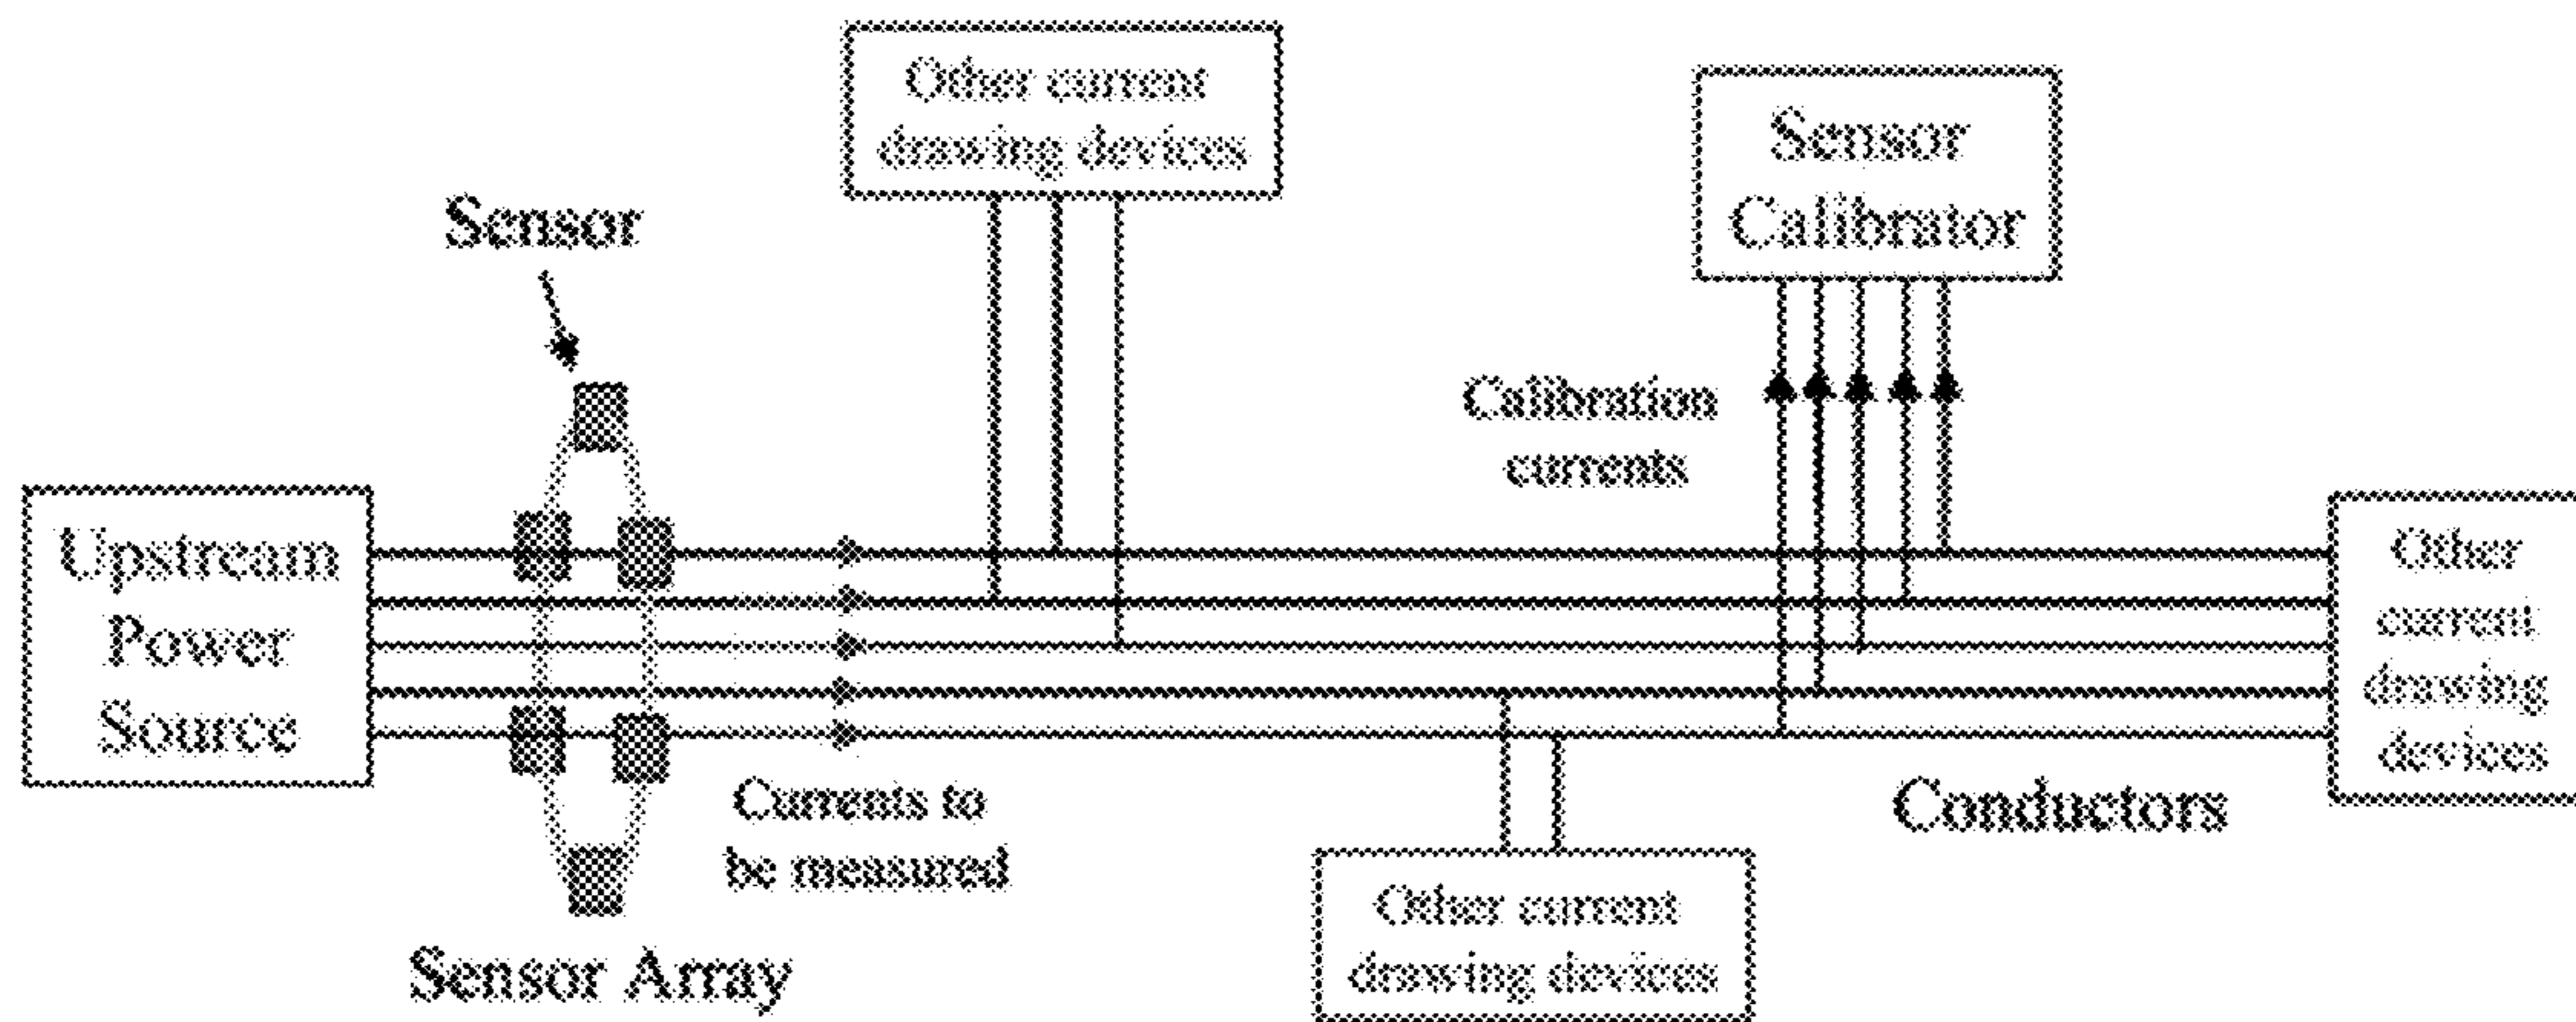 Other current
drawing devices
Sensor
Calibrator
Sensor
Calibration
currents
Upstream
Power
Source
Other
current
drawing
devices
Currents to
be measured
Conductors
Other current
drawing devices
Sensor Array